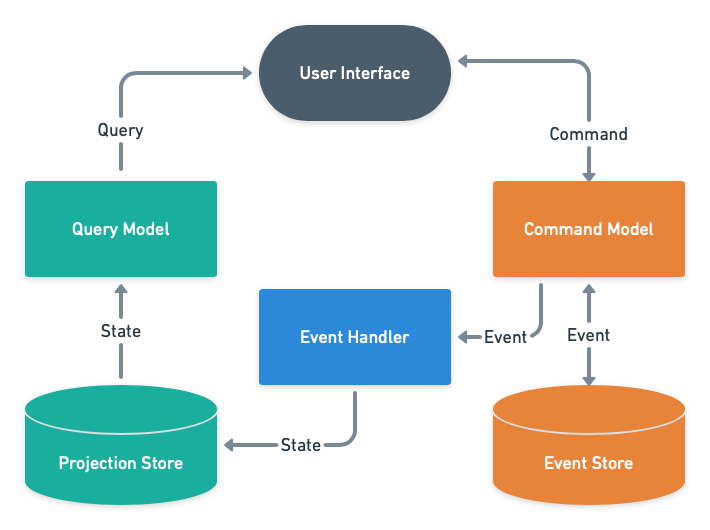 User Interface
Query
Command
Query Model
Command Model
State
Event Handler
Event
Event
State
Projection Store
Event Store